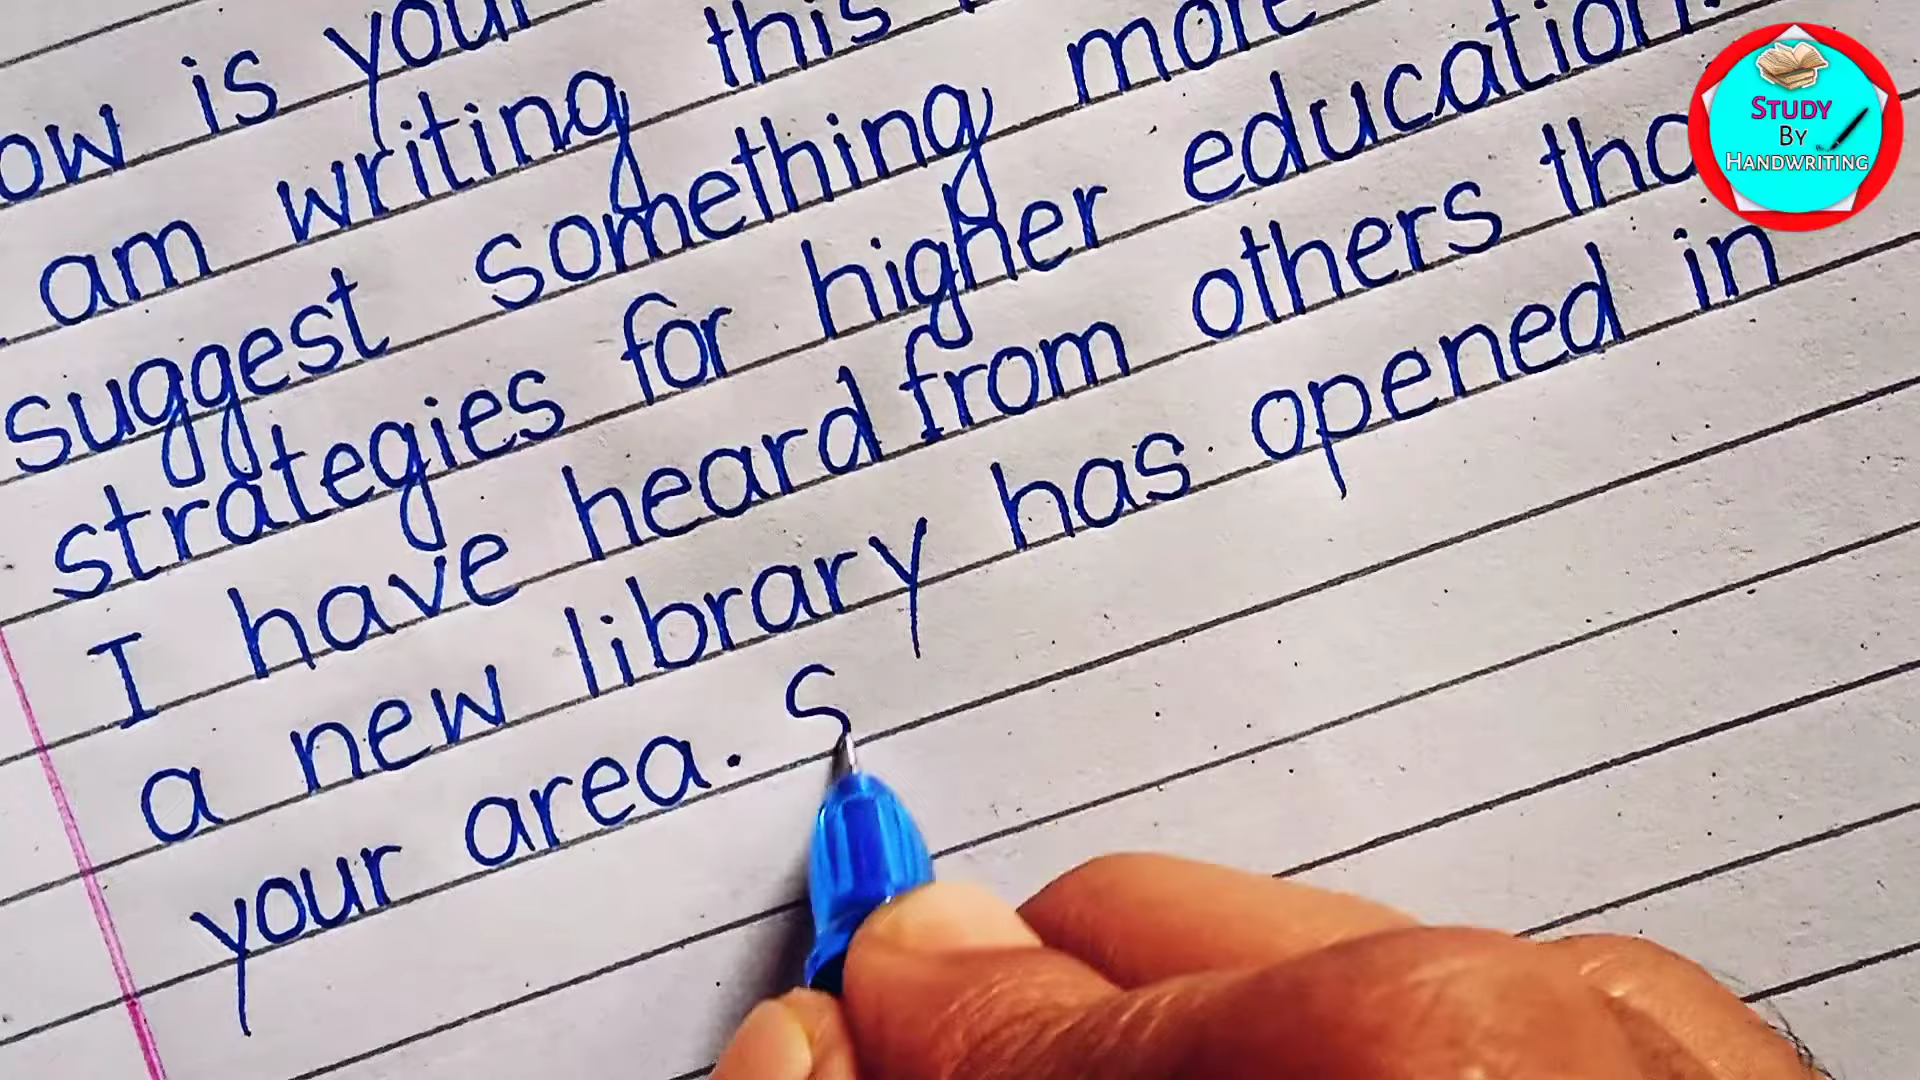 ow is your
am writing this
suggest something more
strategies for higher education.
I have heard from others tha
a new library has opened in
your area. S
STUDY
BY
HANDWRITING